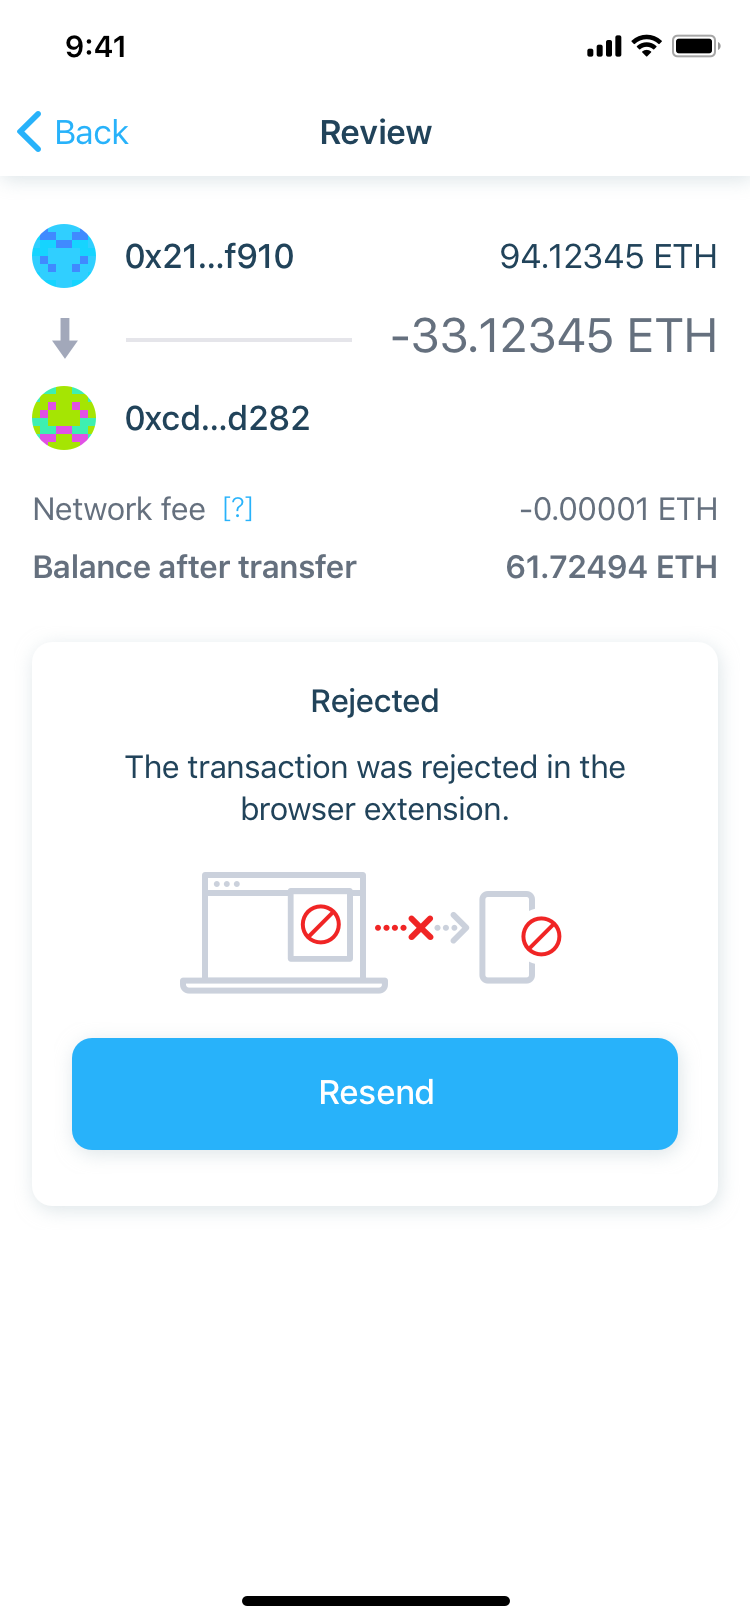 9:41
Back
Review
0x21...f910
94.12345 ETH
-33.12345 ETH
0xcd...d282
Network fee [?]
-0.00001 ETH
Balance after transfer
61.72494 ETH
Rejected
The transaction was rejected in the
browser extension.
Resend